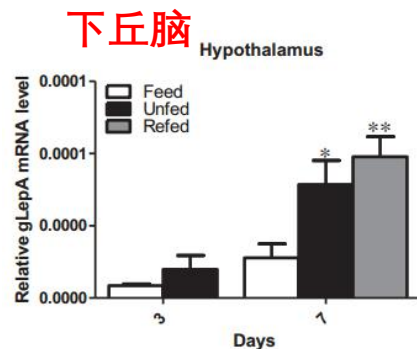 下丘脑
Hypothalamus
Relative gLepA mRNA level
0.0001
0.0001
0.0000
0.0000
Feed
Unfed
Refed
*
**
3
7
Days